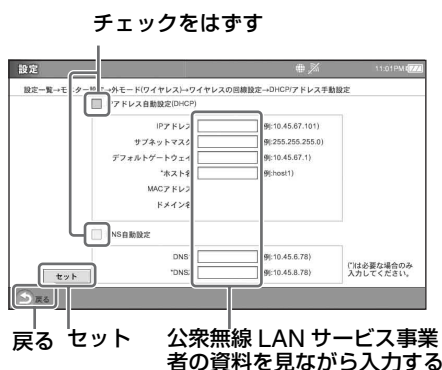 チェックをはずす
設定
11:01PM
設定一覧→モニター設定→外モード(ワイヤレス)→ワイヤレスの回線設定→DHCP/アドレス手動設定
アドレス自動設定(DHCP)
IPアドレス
例:10.45.67.101)
サブネットマスク
例:255.255.255.0)
デフォルトゲートウェイ
例:10.45.67.1)
*ホスト名
例:host1)
MACアドレス
ドメイン名
NS自動設定
DNS
例:10.45.6.78)
*DNS
例:10.45.8.78)
(*)は必要な場合のみ
入力してください。
セット
戻る
戻る セット
公衆無線 LAN サービス事業
者の資料を見ながら入力する